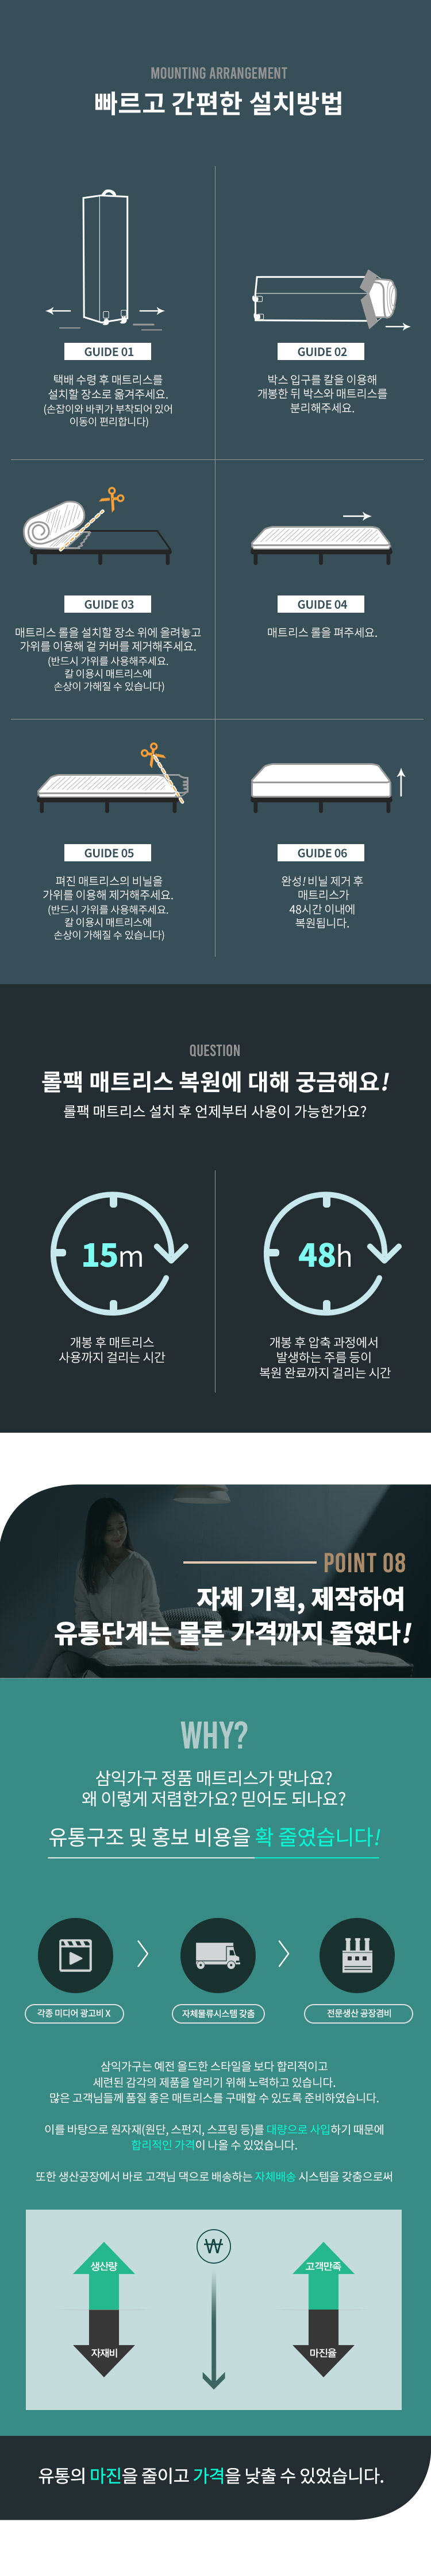 MOUNTING ARRANGEMENT
빠르고 간편한 설치방법
GUIDE 01
택배 수령 후 매트리스를
설치할 장소로 옮겨주세요.
(손잡이와 바퀴가 부착되어 있어
이동이 편리합니다)
GUIDE 02
박스 입구를 칼을 이용해
개봉한 뒤 박스와 매트리스를
분리해주세요.
GUIDE 03
매트리스 롤을 설치할 장소 위에 올려놓고
가위를 이용해 겉 커버를 제거해주세요.
(반드시 가위를 사용해주세요.
칼 이용시 매트리스에
손상이 가해질 수 있습니다)
GUIDE 04
매트리스 롤을 펴주세요.
GUIDE 05
펴진 매트리스의 비닐을
가위를 이용해 제거해주세요.
(반드시 가위를 사용해주세요.
칼 이용시 매트리스에
손상이 가해질 수 있습니다)
GUIDE 06
완성! 비닐 제거 후
매트리스가
48시간 이내에
복원됩니다.
QUESTION
롤팩 매트리스 복원에 대해 궁금해요!
롤팩 매트리스 설치 후 언제부터 사용이 가능한가요?
15m
개봉 후 매트리스
사용까지 걸리는 시간
48h
개봉 후 압축 과정에서
발생하는 주름 등이
복원 완료까지 걸리는 시간
POINT 08
자체 기획, 제작하여
유통단계는 물론 가격까지 줄였다!
WHY?
삼익가구 정품 매트리스가 맞나요?
왜 이렇게 저렴한가요? 믿어도 되나요?
유통구조 및 홍보 비용을 확 줄였습니다!
각종 미디어 광고비 X
자체물류시스템 갖춤
전문생산 공장겸비
삼익가구는 예전 올드한 스타일을 보다 합리적이고
세련된 감각의 제품을 알리기 위해 노력하고 있습니다.
많은 고객님들께 품질 좋은 매트리스를 구매할 수 있도록 준비하였습니다.
이를 바탕으로 원자재(원단, 스펀지, 스프링 등)를 대량으로 사입하기 때문에
합리적인 가격이 나올 수 있었습니다.
또한 생산공장에서 바로 고객님 댁으로 배송하는 자체배송 시스템을 갖춤으로써
생산량
자재비
₩
고객만족
마진율
유통의 마진을 줄이고 가격을 낮출 수 있었습니다.